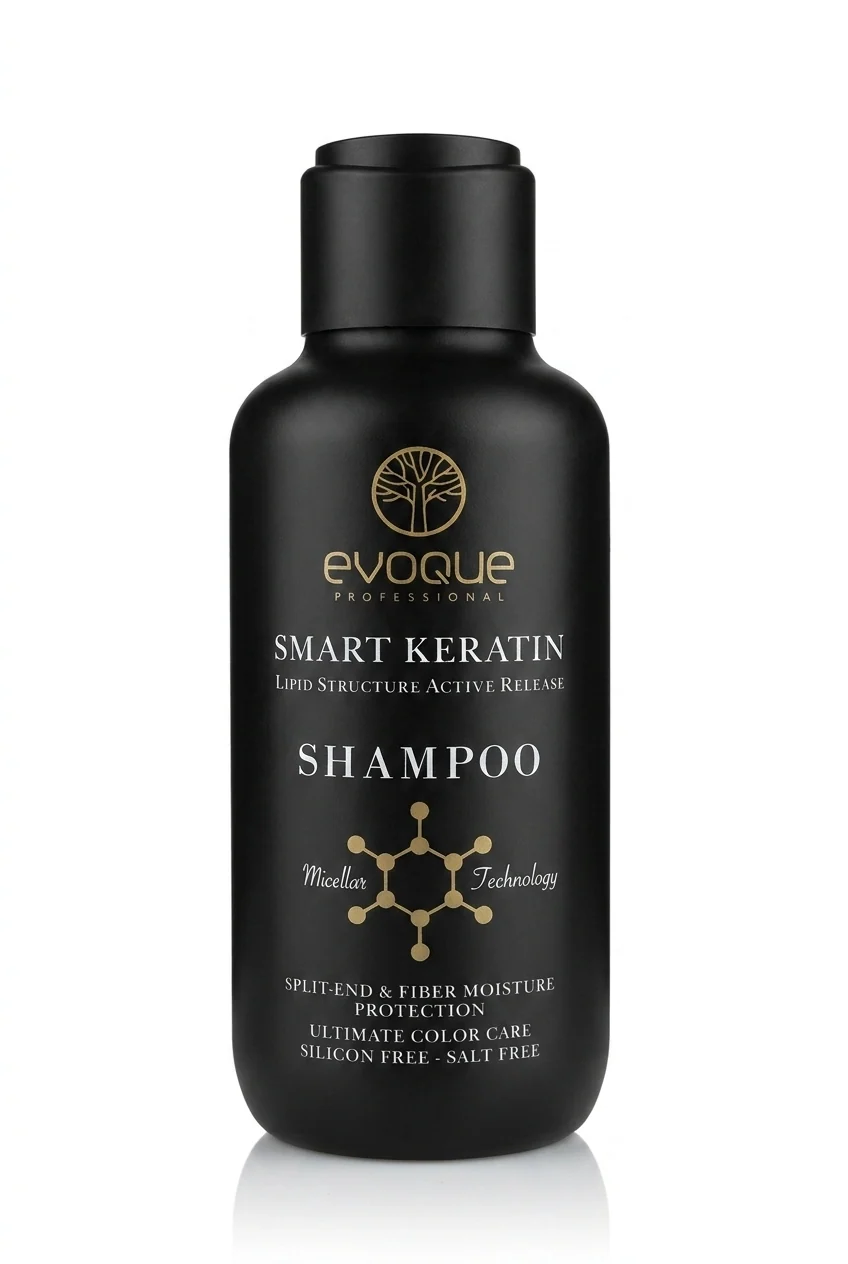 evoque
PROFESSIONAL
SMART KERATIN
LIPID STRUCTURE ACTIVE RELEASE
SHAMPOO
Micellar Technology
SPLIT-END & FIBER MOISTURE
PROTECTION
ULTIMATE COLOR CARE
SILICON FREE - SALT FREE